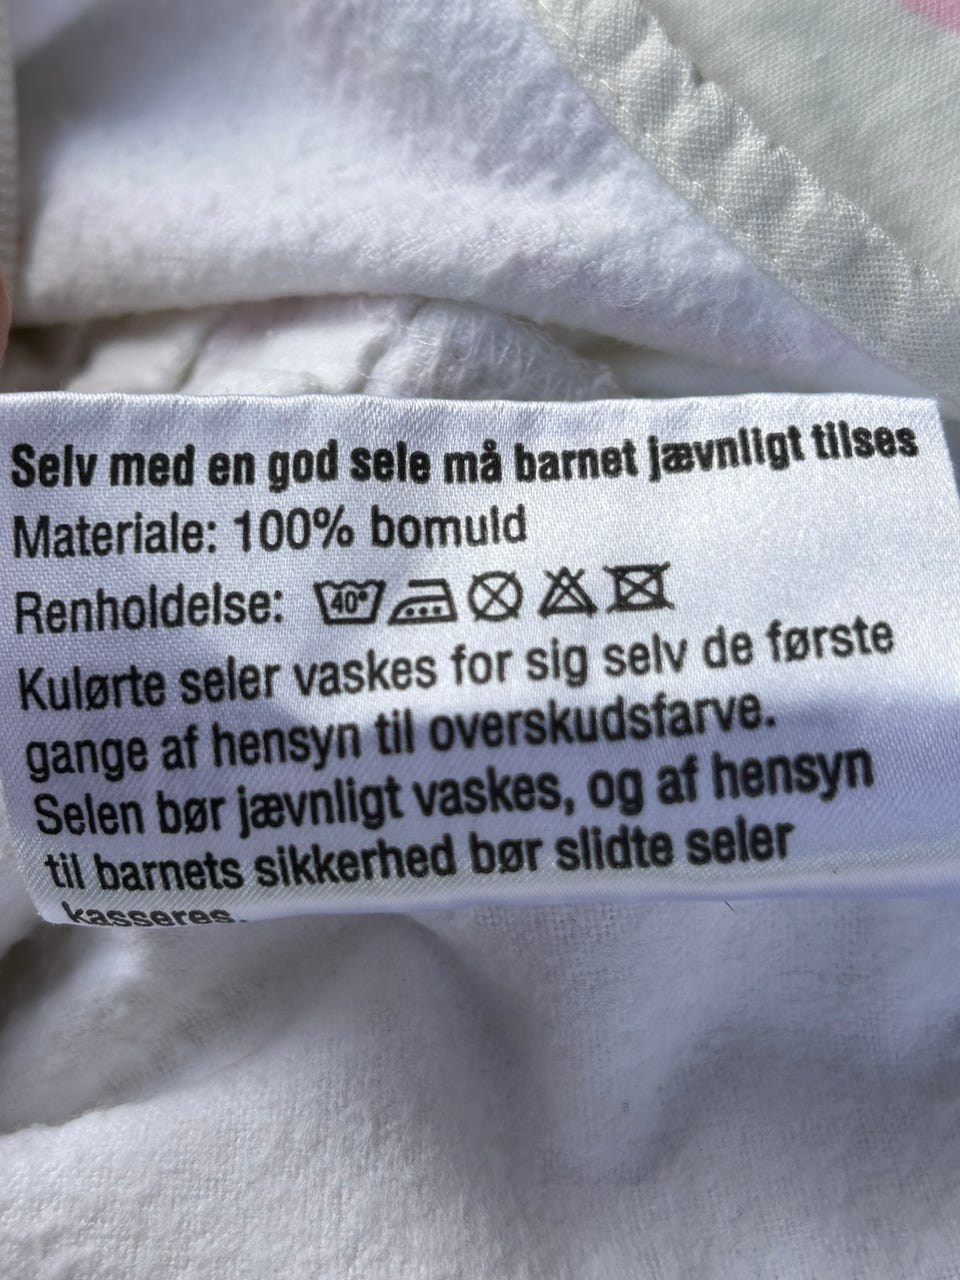 Selv med en god sele må barnet jævnligt tilses
Materiale: 100% bomuld
Renholdelse: 40°
Kulørte seler vaskes for sig selv de første
gange af hensyn til overskudsfarve.
Selen bør jævnligt vaskes, og af hensyn
til barnets sikkerhed bør slidte seler
kasseres.